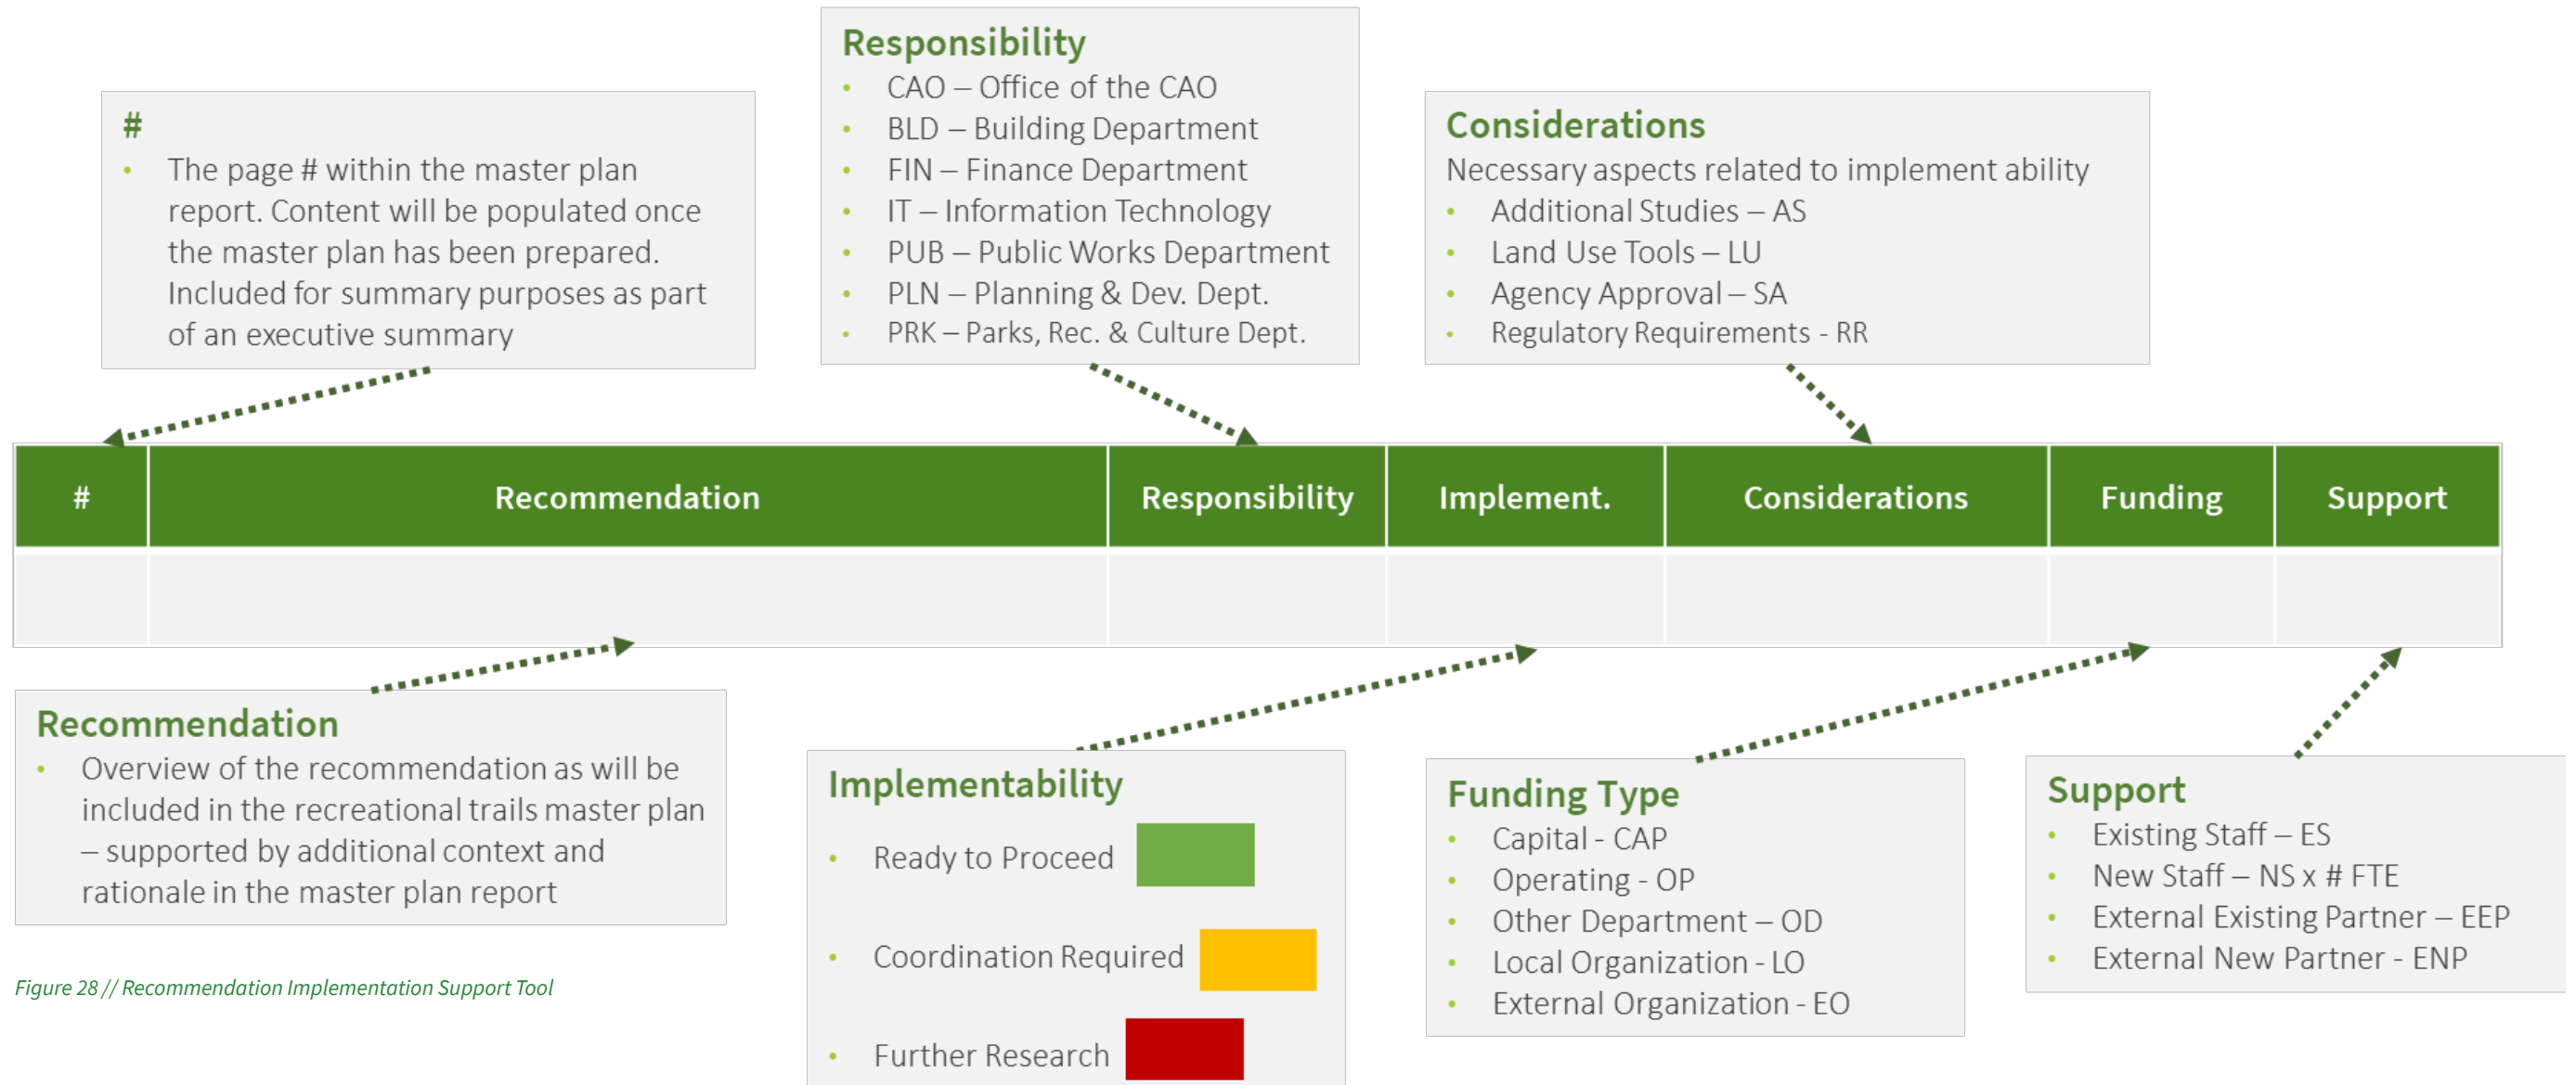 #
• The page # within the master plan
report. Content will be populated once
the master plan has been prepared.
Included for summary purposes as part
of an executive summary
Responsibility
• CAO – Office of the CAO
• BLD – Building Department
• FIN – Finance Department
• IT – Information Technology
• PUB – Public Works Department
• PLN – Planning & Dev. Dept.
• PRK – Parks, Rec. & Culture Dept.
Considerations
Necessary aspects related to implement ability
• Additional Studies – AS
• Land Use Tools – LU
• Agency Approval – SA
• Regulatory Requirements - RR
# Recommendation Responsibility Implement. Considerations Funding Support
Recommendation
• Overview of the recommendation as will be
included in the recreational trails master plan
– supported by additional context and
rationale in the master plan report
Implementability
• Ready to Proceed
• Coordination Required
• Further Research
Funding Type
• Capital - CAP
• Operating - OP
• Other Department – OD
• Local Organization - LO
• External Organization - EO
Support
• Existing Staff – ES
• New Staff – NS x # FTE
• External Existing Partner – EEP
• External New Partner - ENP
Figure 28 // Recommendation Implementation Support Tool